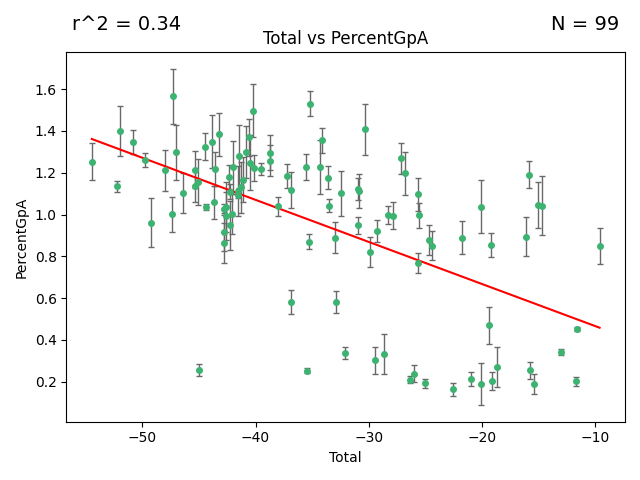 r^2 = 0.34
N = 99
Total vs PercentGpA
PercentGpA
1.6
1.4
1.2
1.0
0.8
0.6
0.4
0.2
−50
−40
−30
−20
−10
Total